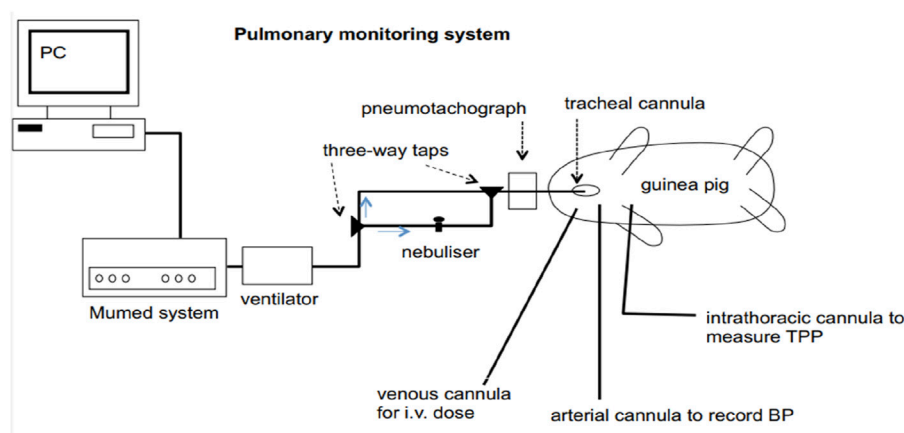 Pulmonary monitoring system
PC
pneumotachograph
tracheal cannula
three-way taps
guinea pig
nebuliser
ventilator
Mumed system
intrathoracic cannula to
measure TPP
venous cannula
for i.v. dose
arterial cannula to record BP